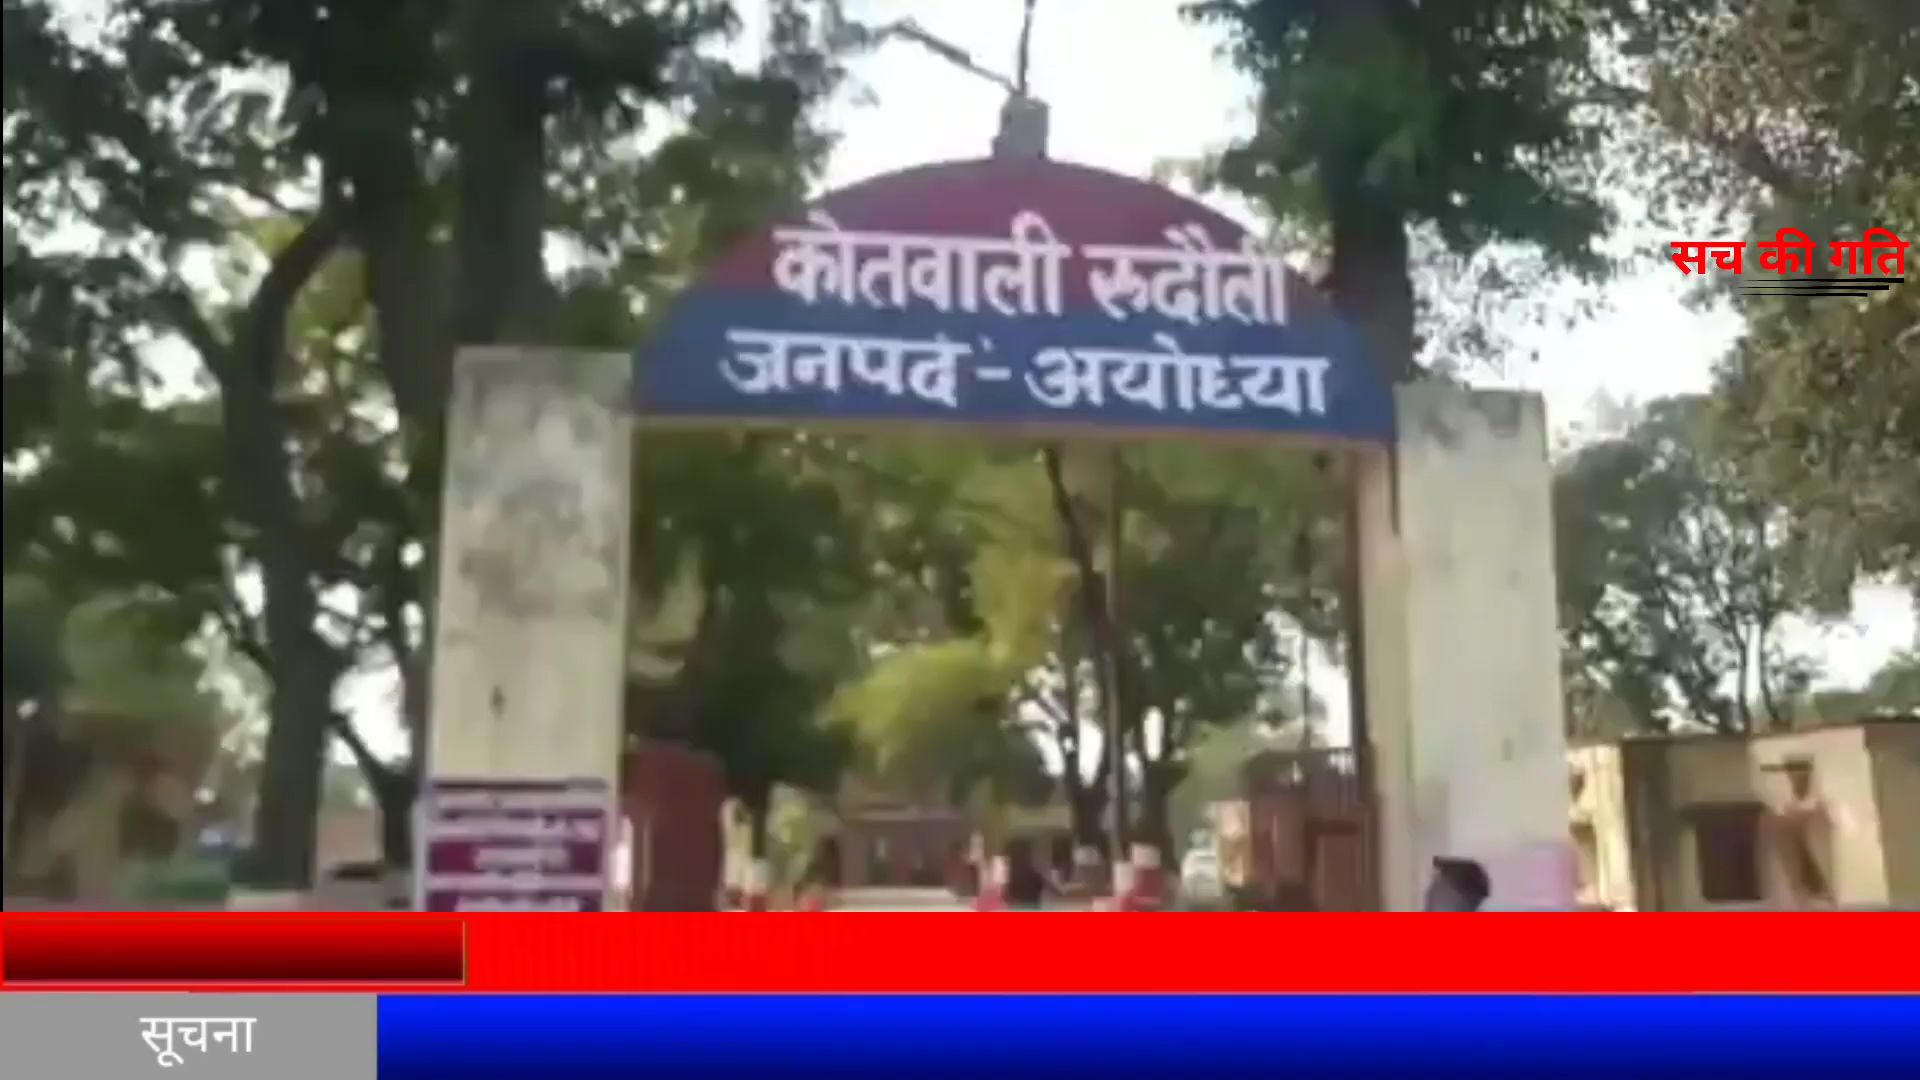 कोतवाली रुदौली
जनपद - अयोध्या
सच की गति
सूचना